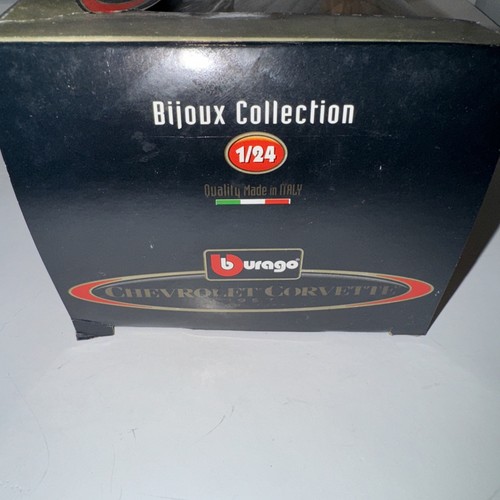 Bijoux Collection
1/24
Quality Made in ITALY
burago
CHEVROLET CORVETTE